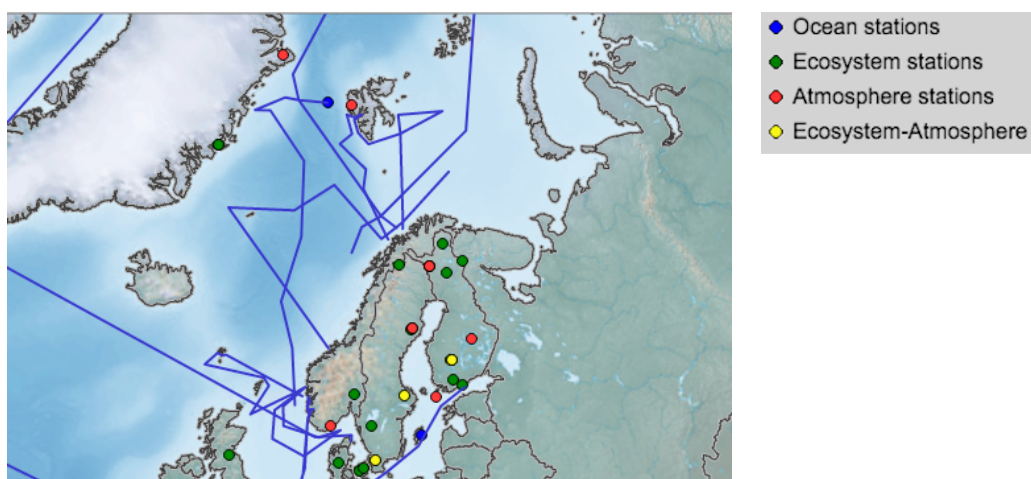 Ocean stations
Ecosystem stations
Atmosphere stations
Ecosystem-Atmosphere